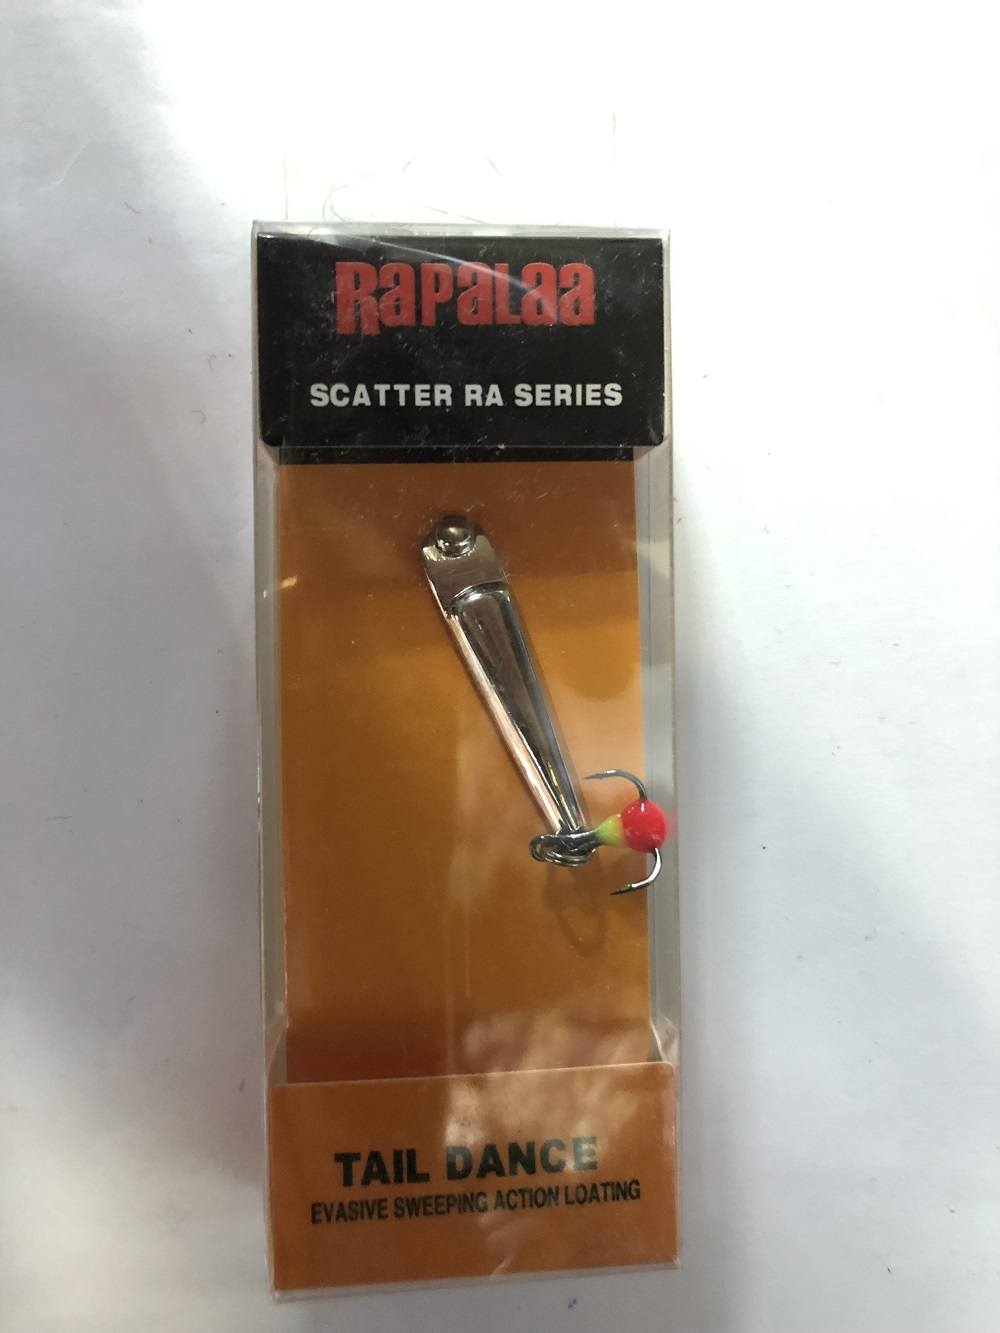 RAPALAA
SCATTER RA SERIES
TAIL DANCE
EVASIVE SWEEPING ACTION LOATING